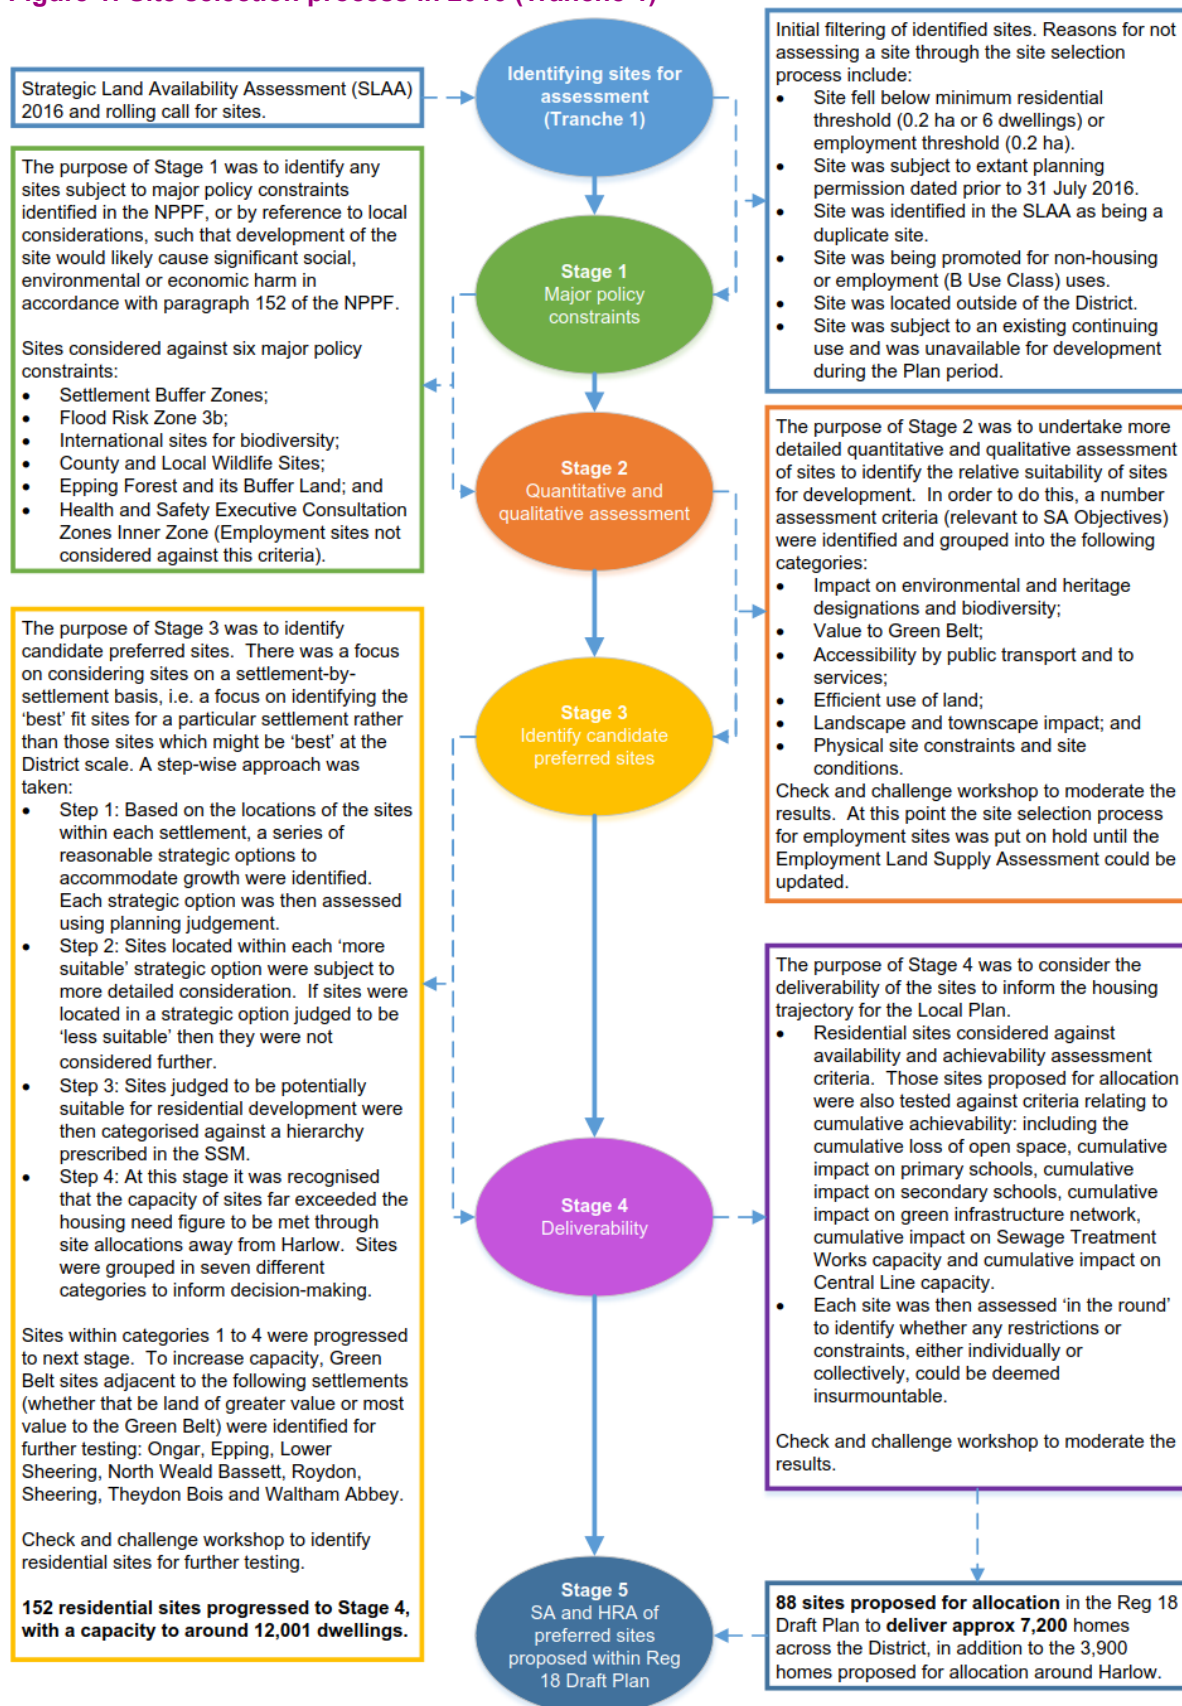 Figure 1: Site selection process in 2016 (Tranche 1)
Identifying sites for
assessment
(Tranche 1)
Strategic Land Availability Assessment (SLAA)
2016 and rolling call for sites.
Initial filtering of identified sites. Reasons for not
assessing a site through the site selection
process include:
• Site fell below minimum residential
threshold (0.2 ha or 6 dwellings) or
employment threshold (0.2 ha).
• Site was subject to extant planning
permission dated prior to 31 July 2016.
• Site was identified in the SLAA as being a
duplicate site.
• Site was being promoted for non-housing
or employment (B Use Class) uses.
• Site was located outside of the District.
• Site was subject to an existing continuing
use and was unavailable for development
during the Plan period.
Stage 1
Major policy
constraints
The purpose of Stage 1 was to identify any
sites subject to major policy constraints
identified in the NPPF, or by reference to local
considerations, such that development of the
site would likely cause significant social,
environmental or economic harm in
accordance with paragraph 152 of the NPPF.
Sites considered against six major policy
constraints:
• Settlement Buffer Zones;
• Flood Risk Zone 3b;
• International sites for biodiversity;
• County and Local Wildlife Sites;
• Epping Forest and its Buffer Land; and
• Health and Safety Executive Consultation
Zones Inner Zone (Employment sites not
considered against this criteria).
Stage 2
Quantitative and
qualitative assessment
The purpose of Stage 2 was to undertake more
detailed quantitative and qualitative assessment
of sites to identify the relative suitability of sites
for development. In order to do this, a number
assessment criteria (relevant to SA Objectives)
were identified and grouped into the following
categories:
• Impact on environmental and heritage
designations and biodiversity;
• Value to Green Belt;
• Accessibility by public transport and to
services;
• Efficient use of land;
• Landscape and townscape impact; and
• Physical site constraints and site
conditions.
Check and challenge workshop to moderate the
results. At this point the site selection process
for employment sites was put on hold until the
Employment Land Supply Assessment could be
updated.
Stage 3
Identify candidate
preferred sites
The purpose of Stage 3 was to identify
candidate preferred sites. There was a focus
on considering sites on a settlement-by-
settlement basis, i.e. a focus on identifying the
‘best’ fit sites for a particular settlement rather
than those sites which might be ‘best’ at the
District scale. A step-wise approach was
taken:
• Step 1: Based on the locations of the sites
within each settlement, a series of
reasonable strategic options to
accommodate growth were identified.
Each strategic option was then assessed
using planning judgement.
• Step 2: Sites located within each ‘more
suitable’ strategic option were subject to
more detailed consideration. If sites were
located in a strategic option judged to be
‘less suitable’ then they were not
considered further.
• Step 3: Sites judged to be potentially
suitable for residential development were
then categorised against a hierarchy
prescribed in the SSM.
• Step 4: At this stage it was recognised
that the capacity of sites far exceeded the
housing need figure to be met through
site allocations away from Harlow. Sites
were grouped in seven different
categories to inform decision-making.
Sites within categories 1 to 4 were progressed
to next stage. To increase capacity, Green
Belt sites adjacent to the following settlements
(whether that be land of greater value or most
value to the Green Belt) were identified for
further testing: Ongar, Epping, Lower
Sheering, North Weald Bassett, Roydon,
Sheering, Theydon Bois and Waltham Abbey.
Check and challenge workshop to identify
residential sites for further testing.
152 residential sites progressed to Stage 4,
with a capacity to around 12,001 dwellings.
Stage 4
Deliverability
The purpose of Stage 4 was to consider the
deliverability of the sites to inform the housing
trajectory for the Local Plan.
• Residential sites considered against
availability and achievability assessment
criteria. Those sites proposed for allocation
were also tested against criteria relating to
cumulative achievability: including the
cumulative loss of open space, cumulative
impact on primary schools, cumulative
impact on secondary schools, cumulative
impact on green infrastructure network,
cumulative impact on Sewage Treatment
Works capacity and cumulative impact on
Central Line capacity.
• Each site was then assessed ‘in the round’
to identify whether any restrictions or
constraints, either individually or
collectively, could be deemed
insurmountable.
Check and challenge workshop to moderate the
results.
Stage 5
SA and HRA of
preferred sites
proposed within Reg
18 Draft Plan
88 sites proposed for allocation in the Reg 18
Draft Plan to deliver approx 7,200 homes
across the District, in addition to the 3,900
homes proposed for allocation around Harlow.